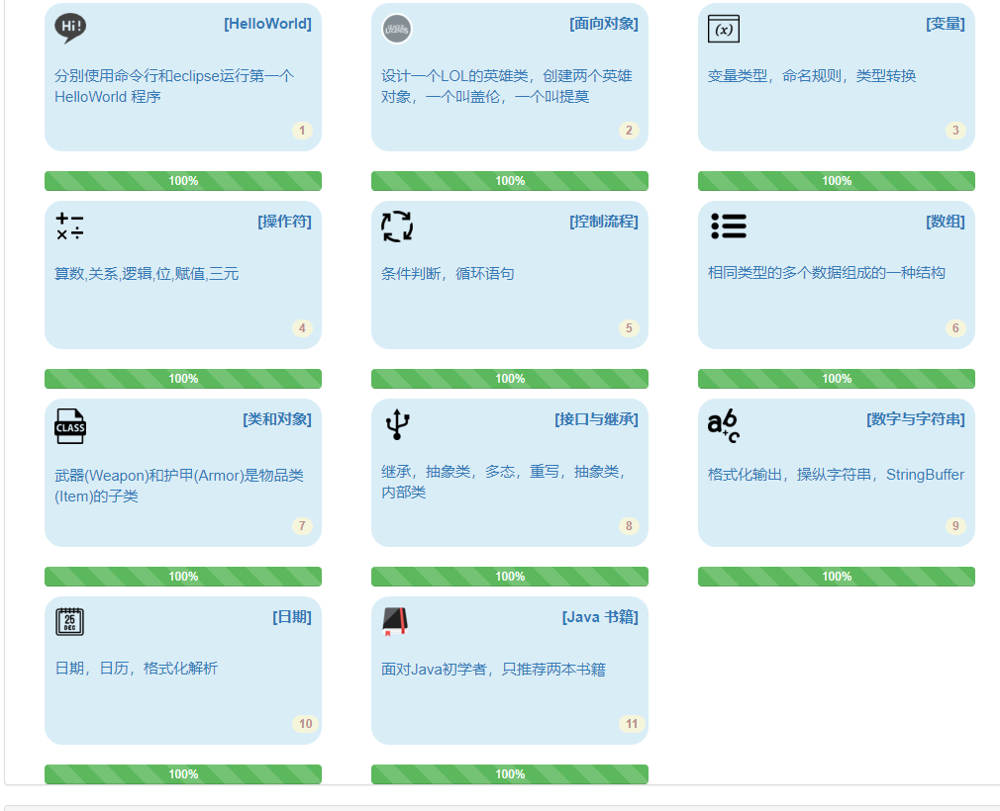 Hi!
[HelloWorld]
分别使用命令行和eclipse运行第一个
HelloWorld 程序
1
100%
[面向对象]
设计一个LOL的英雄类，创建两个英雄
对象，一个叫盖伦，一个叫提莫
2
100%
(x)
[变量]
变量类型，命名规则，类型转换
3
100%
[操作符]
算数,关系,逻辑,位,赋值,三元
4
100%
[控制流程]
条件判断，循环语句
5
100%
[数组]
相同类型的多个数据组成的一种结构
6
100%
CLASS
[类和对象]
武器(Weapon)和护甲(Armor)是物品类
(Item)的子类
7
100%
[接口与继承]
继承，抽象类，多态，重写，抽象类，
内部类
8
100%
ab+c
[数字与字符串]
格式化输出，操纵字符串，StringBuffer
9
100%
25
DEC
[日期]
日期，日历，格式化解析
10
100%
[Java 书籍]
面对Java初学者，只推荐两本书籍
11
100%